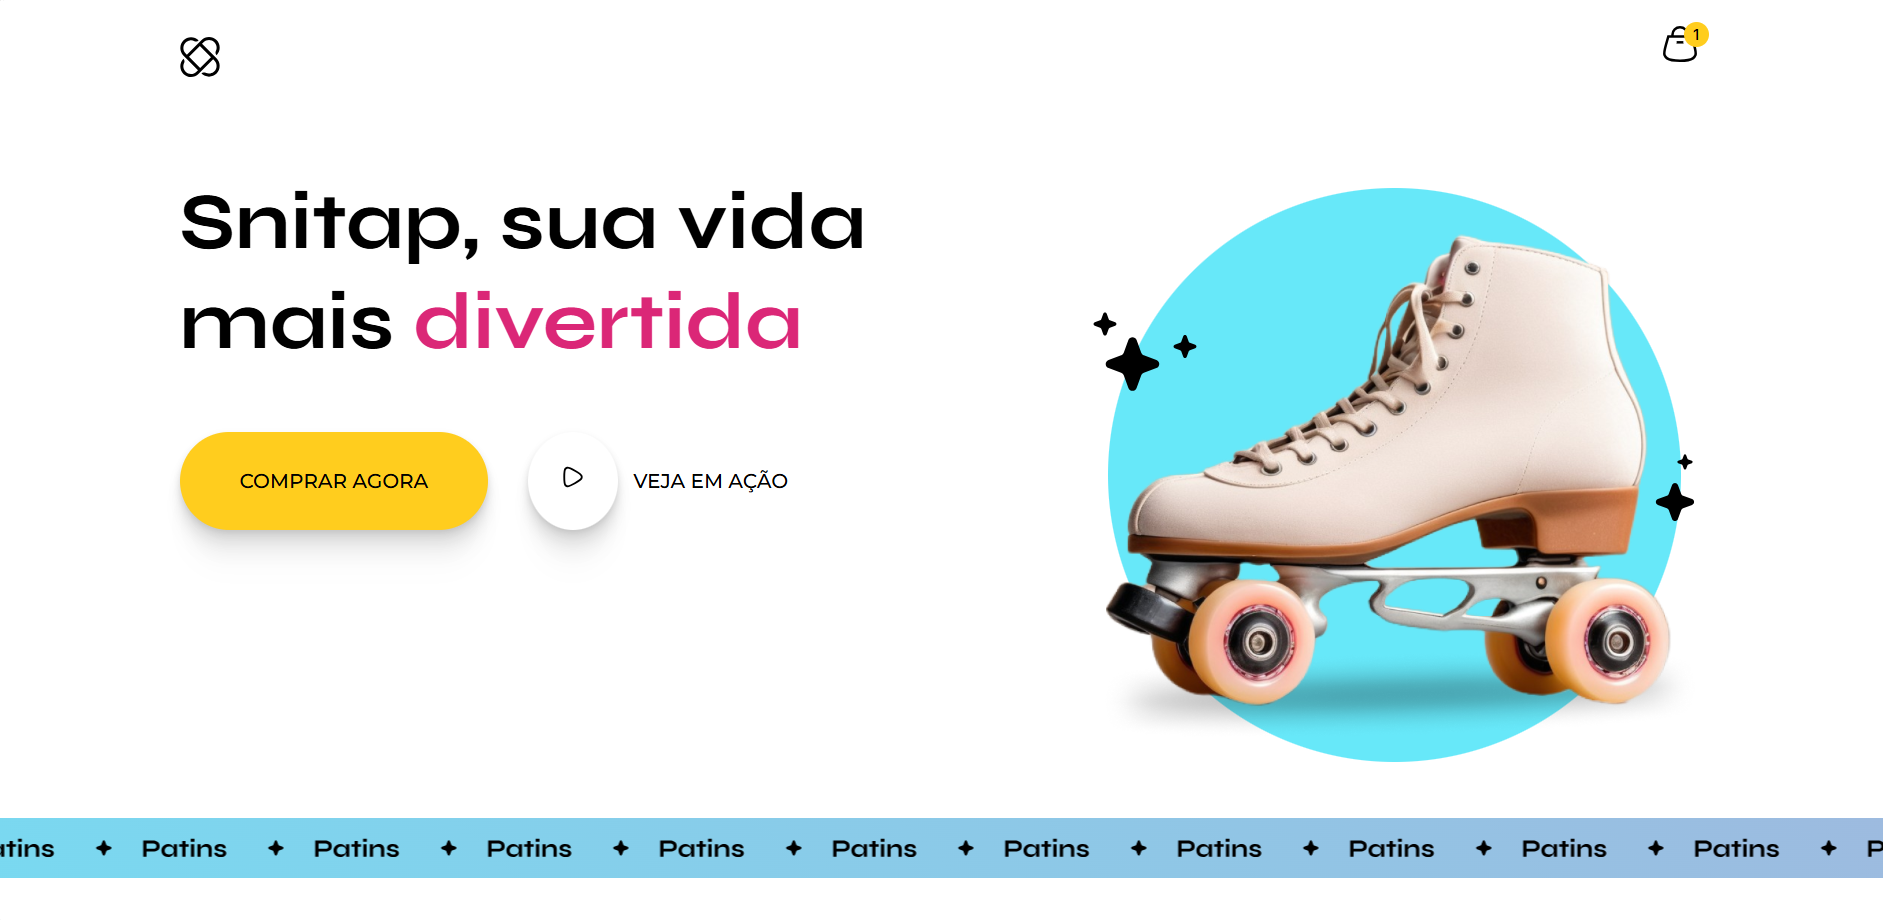 1
Snitap, sua vida
mais divertida
COMPRAR AGORA
VEJA EM AÇÃO
atins Patins Patins Patins Patins Patins Patins Patins Patins Patins Patins P